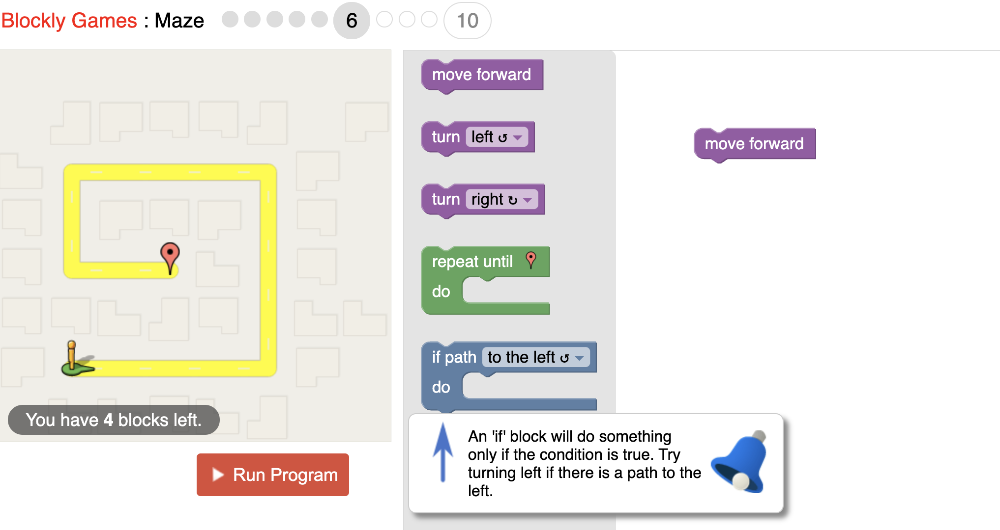 Blockly Games : Maze 6 10
move forward
turn left ↺
turn right ↻
repeat until
do
if path to the left ↺
do
move forward
You have 4 blocks left.
Run Program
An 'if' block will do something
only if the condition is true. Try
turning left if there is a path to the
left.